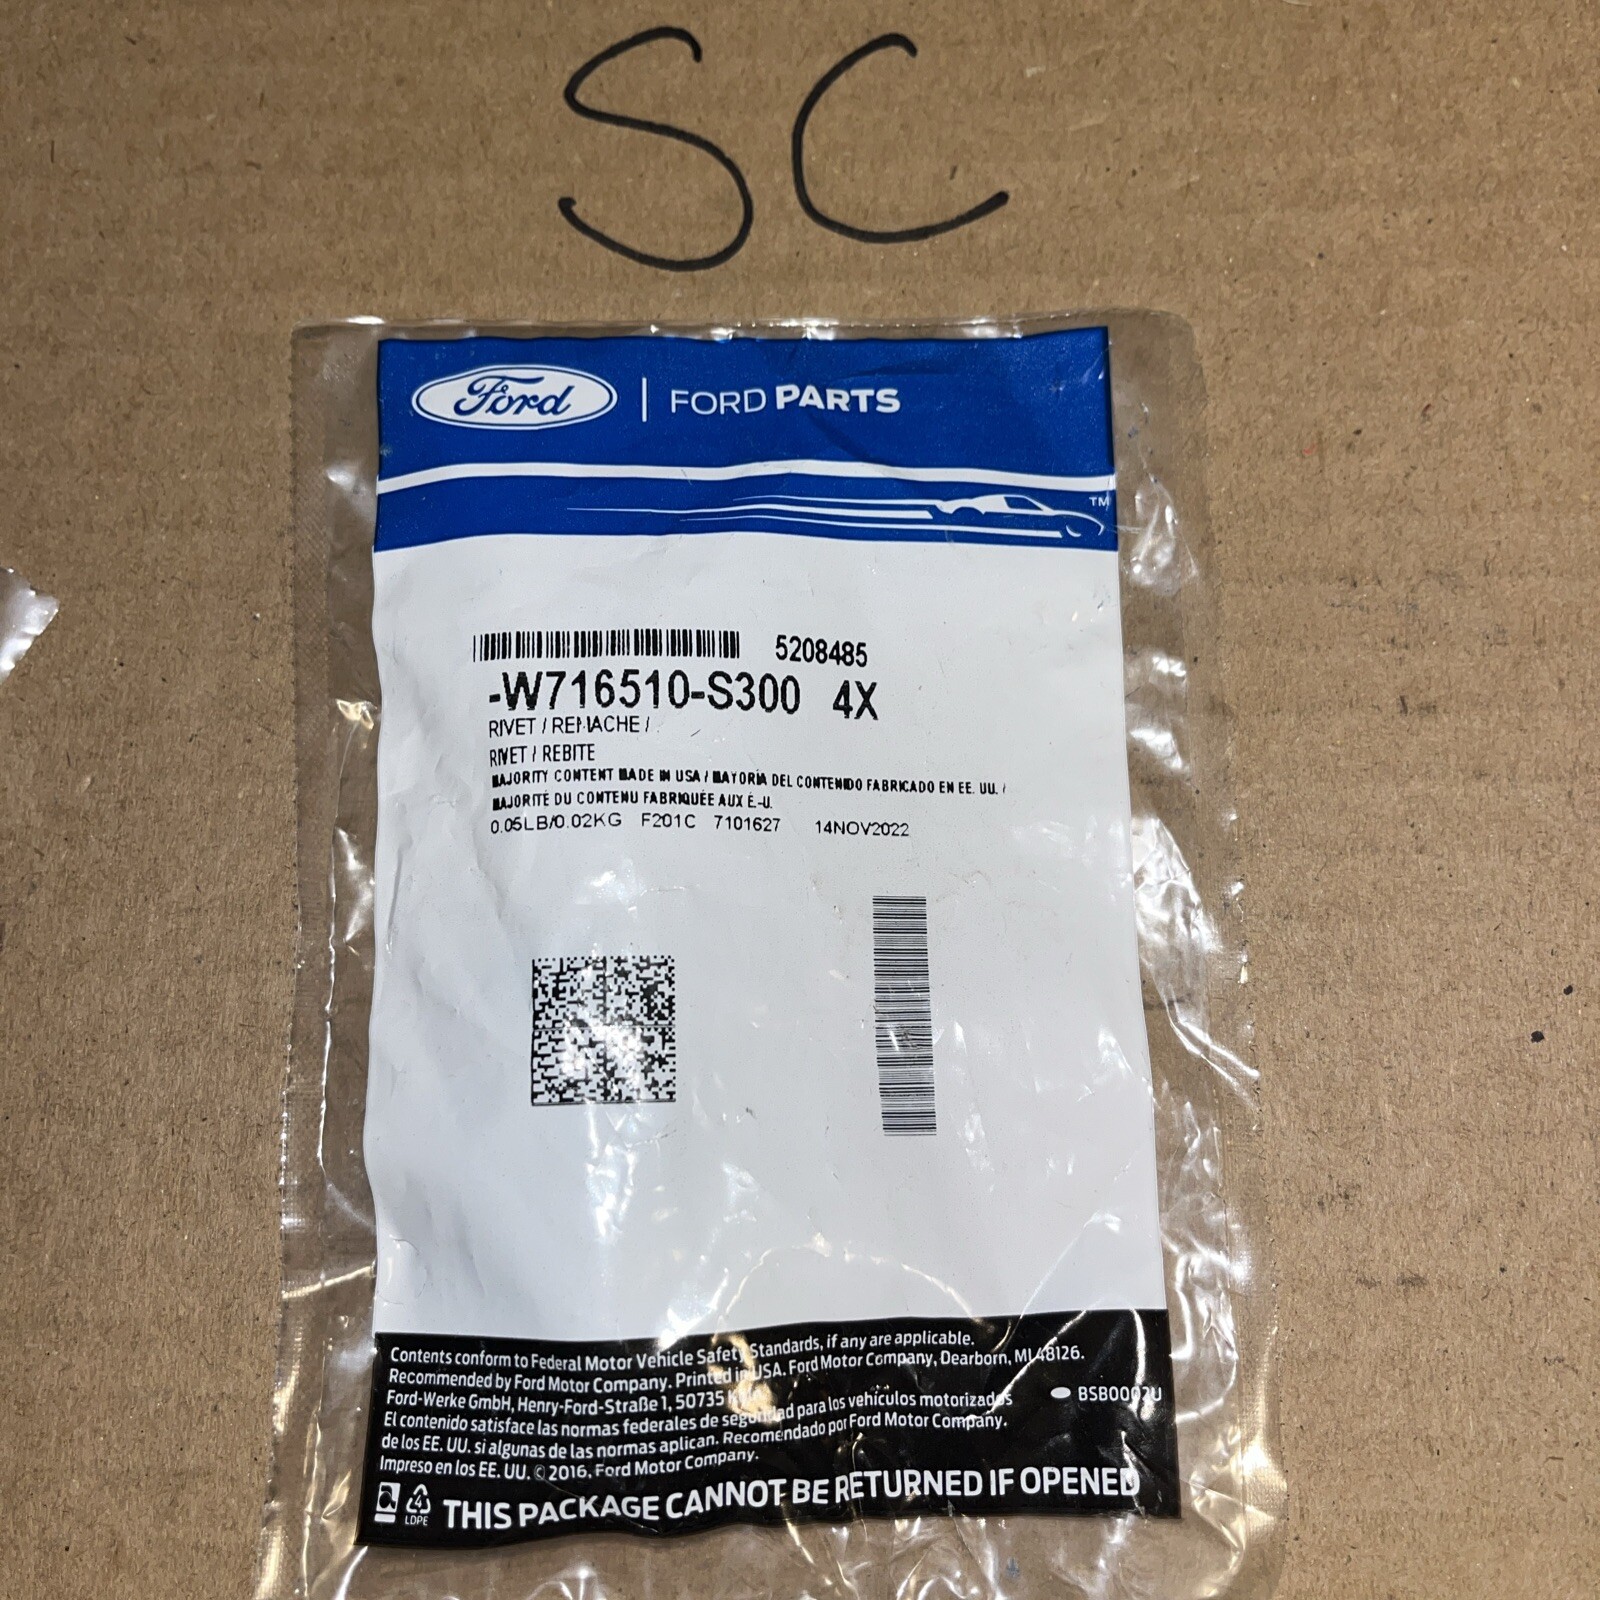 SC
Ford | FORD PARTS
TM
5208485
-W716510-S300 4X
RIVET / REMACHE /
RIVET / REBITE
MAJORITY CONTENT MADE IN USA / MAYORÍA DEL CONTENIDO FABRICADO EN EE. UU. /
MAJORITÉ DU CONTENU FABRIQUÉE AUX É.-U.
0.05LB/0.02KG F201C 7101627 14NOV2022
Contents conform to Federal Motor Vehicle Safety Standards, if any are applicable.
Recommended by Ford Motor Company. Printed in USA. Ford Motor Company, Dearborn, MI 48126.
Ford-Werke GmbH, Henry-Ford-Straße 1, 50735
BSB0002U
El contenido satisface las normas federales de seguridad para los vehículos motorizados
de los EE. UU. si algunas de las normas aplican. Recomendado por Ford Motor Company.
Impreso en los EE. UU. © 2016, Ford Motor Company.
4
LDPE
THIS PACKAGE CANNOT BE RETURNED IF OPENED